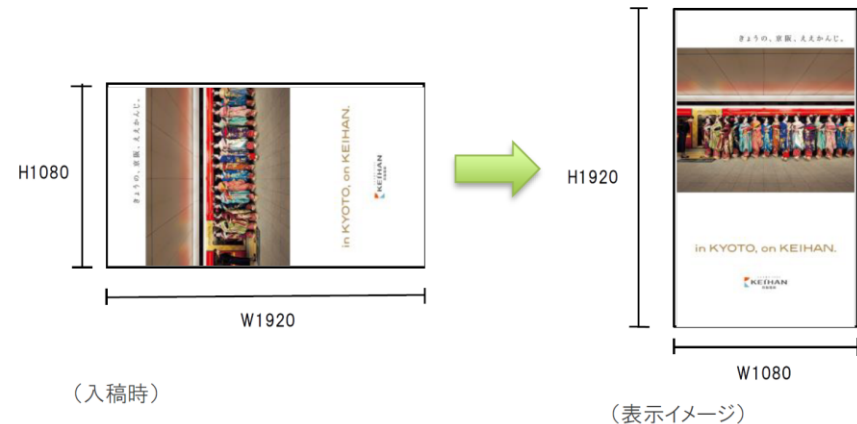 H1080
きょうの、京阪、ええかんじ。
in KYOTO, on KEIHAN.
KEIHAN
W1920
(入稿時)
H1920
きょうの、京阪、ええかんじ。
in KYOTO, on KEIHAN.
KEIHAN
W1080
(表示イメージ)